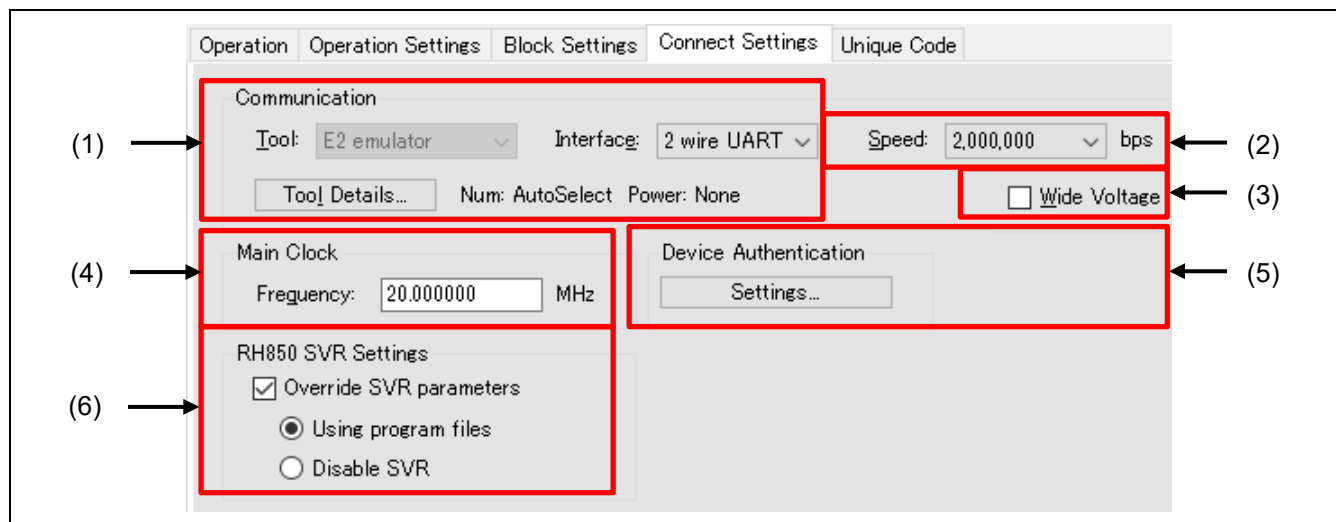 Operation Operation Settings Block Settings Connect Settings Unique Code
Communication
(1) Tool: E2 emulator Interface: 2 wire UART Speed: 2,000,000 bps (2)
Tool Details... Num: AutoSelect Power: None Wide Voltage (3)
Main Clock Device Authentication
(4) Frequency: 20.000000 MHz Settings... (5)
RH850 SVR Settings
Override SVR parameters
(6) Using program files
Disable SVR